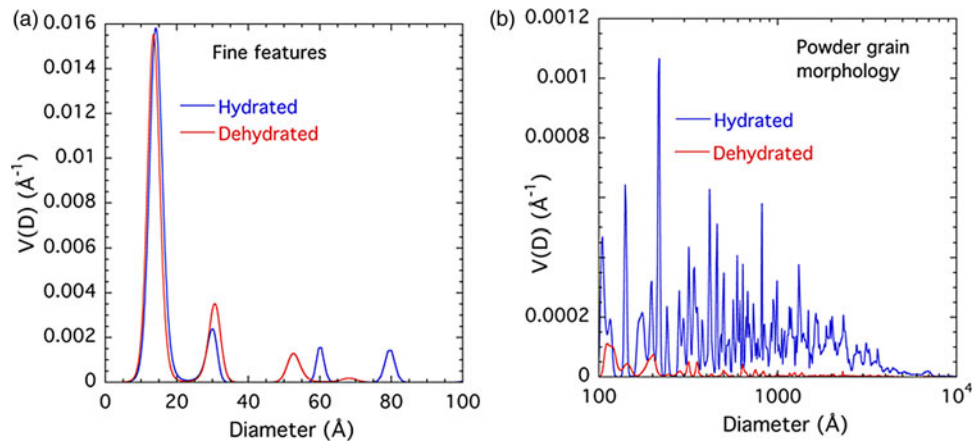 (a)
0.016
0.014
0.012
0.01
0.008
0.006
0.004
0.002
0
V(D) (Å⁻¹)
Fine features
Hydrated
Dehydrated
0
20
40
60
80
100
Diameter (Å)
(b)
0.0012
0.001
0.0008
0.0002
0
V(D) (Å⁻¹)
Powder grain
morphology
Hydrated
Dehydrated
100
1000
10⁴
Diameter (Å)